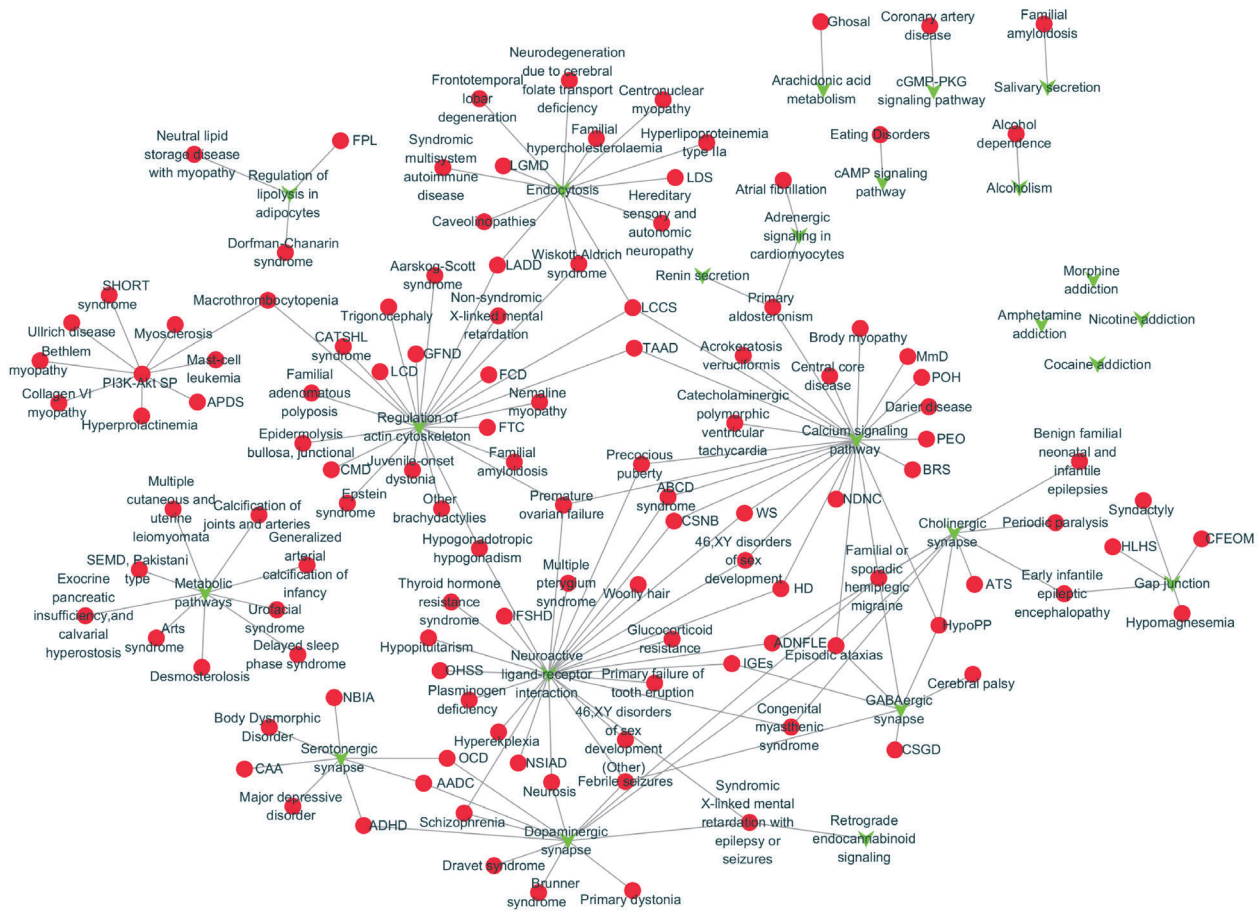 Ghosal
Coronary artery
disease
Familial
amyloidosis
Arachidonic acid
metabolism
cGMP-PKG
signaling pathway
Salivary secretion
Eating Disorders
cAMP signaling
pathway
Alcohol
dependence
Alcoholism
Neurodegeneration
due to cerebral
folate transport
deficiency
Frontotemporal
lobar
degeneration
Centronuclear
myopathy
Familial
hypercholesterolaemia
Hyperlipoproteinemia
type IIa
Syndromic
multisystem
autoimmune
disease
LGMD
Endocytosis
LDS
Hereditary
sensory and
autonomic
neuropathy
Caveolinopathies
LADD
Wiskott-Aldrich
syndrome
Neutral lipid
storage disease
with myopathy
FPL
Regulation of
lipolysis in
adipocytes
Dorfman-Chanarin
syndrome
Atrial fibrillation
Adrenergic
signaling in
cardiomyocytes
Renin secretion
Primary
aldosteronism
Morphine
addiction
Amphetamine
addiction
Nicotine addiction
Cocaine addiction
SHORT
syndrome
Macrothrombocytopenia
Ullrich disease
Myosclerosis
Bethlem
myopathy
Mast-cell
leukemia
PI3K-Akt SP
Collagen VI
myopathy
APDS
Hyperprolactinemia
Aarskog-Scott
syndrome
Trigonocephaly
Non-syndromic
X-linked mental
retardation
CATSHL
syndrome
GFND
LCD
FCD
Familial
adenomatous
polyposis
Nemaline
myopathy
Regulation of
actin cytoskeleton
FTC
Epidermolysis
bullosa, junctional
CMD
Juvenile-onset
dystonia
Familial
amyloidosis
Epstein
syndrome
Other
brachydactylies
LCCS
TAAD
Acrokeratosis
verruciformis
Brody myopathy
Central core
disease
MmD
POH
Catecholaminergic
polymorphic
ventricular
tachycardia
Darier disease
Calcium signaling
pathway
PEO
BRS
NDNC
Precocious
puberty
Premature
ovarian failure
ABCD
syndrome
CSNB
WS
46,XY disorders
of sex
development
Benign familial
neonatal and
infantile
epilepsies
Cholinergic
synapse
Periodic paralysis
Syndactyly
HLHS
CFEOM
Gap junction
Hypomagnesemia
ATS
Early infantile
epileptic
encephalopathy
Familial or
sporadic
hemiplegic
migraine
HypoPP
Multiple
cutaneous and
uterine
leiomyomata
Calcification of
joints and arteries
SEMD, Pakistani
type
Generalized
arterial
calcification of
infancy
Exocrine
pancreatic
insufficiency,and
calvarial
hyperostosis
Metabolic
pathways
Urofacial
syndrome
Arts
syndrome
Delayed sleep
phase syndrome
Desmosterolosis
Hypogonadotropic
hypogonadism
Thyroid hormone
resistance
syndrome
Multiple
pterygium
syndrome
Woolly hair
HD
IFSHD
Glucocorticoid
resistance
ADNFLE
Hypopituitarism
Neuroactive
ligand-receptor
interaction
Episodic ataxias
OHSS
IGEs
Primary failure of
tooth eruption
Plasminogen
deficiency
46,XY disorders
of sex
development
(Other)
Congenital
myasthenic
syndrome
GABAergic
synapse
Cerebral palsy
CSGD
NBIA
Body Dysmorphic
Disorder
Serotonergic
synapse
CAA
Major depressive
disorder
Hyperekplexia
OCD
NSIAD
AADC
Neurosis
Febrile seizures
ADHD
Schizophrenia
Dopaminergic
synapse
Syndromic
X-linked mental
retardation with
epilepsy or
seizures
Retrograde
endocannabinoid
signaling
Dravet syndrome
Brunner
syndrome
Primary dystonia